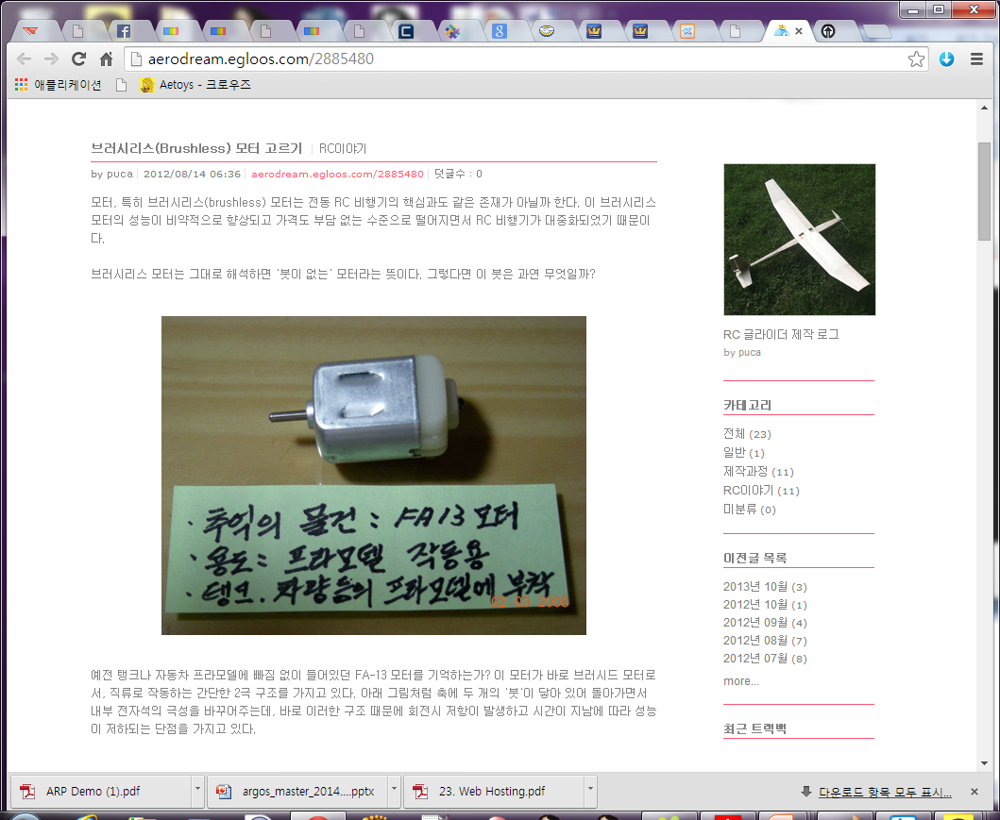 aerodream.egloos.com/2885480
애플리케이션
Aetoys - 크로우즈
브러시리스(Brushless) 모터 고르기 | RC이야기
by puca | 2012/08/14 06:36 | aerodream.egloos.com/2885480 | 덧글수 : 0
모터, 특히 브러시리스(brushless) 모터는 전동 RC 비행기의 핵심과도 같은 존재가 아닐까 한다. 이 브러시리스
모터의 성능이 비약적으로 향상되고 가격도 부담 없는 수준으로 떨어지면서 RC 비행기가 대중화되었기 때문이
다.
브러시리스 모터는 그대로 해석하면 '붓이 없는' 모터라는 뜻이다. 그렇다면 이 붓은 과연 무엇일까?
· 추억의 물건 : FA13 모터
· 용도 : 프라모델 작동용
· 탱크. 차량등의 프라모델에 부착
02 03 2008
예전 탱크나 자동차 프라모델에 빠짐 없이 들어있던 FA-13 모터를 기억하는가? 이 모터가 바로 브러시드 모터로
서, 직류로 작동하는 간단한 2극 구조를 가지고 있다. 아래 그림처럼 축에 두 개의 '붓'이 닿아 있어 돌아가면서
내부 전자석의 극성을 바꾸어주는데, 바로 이러한 구조 때문에 회전시 저항이 발생하고 시간이 지남에 따라 성능
이 저하되는 단점을 가지고 있다.
RC 글라이더 제작 로그
by puca
카테고리
전체 (23)
일반 (1)
제작과정 (11)
RC이야기 (11)
미분류 (0)
이전글 목록
2013년 10월 (3)
2012년 10월 (1)
2012년 09월 (4)
2012년 08월 (7)
2012년 07월 (8)
more...
최근 트랙백
ARP Demo (1).pdf
argos_master_2014....pptx
23. Web Hosting.pdf
다운로드 항목 모두 표시...